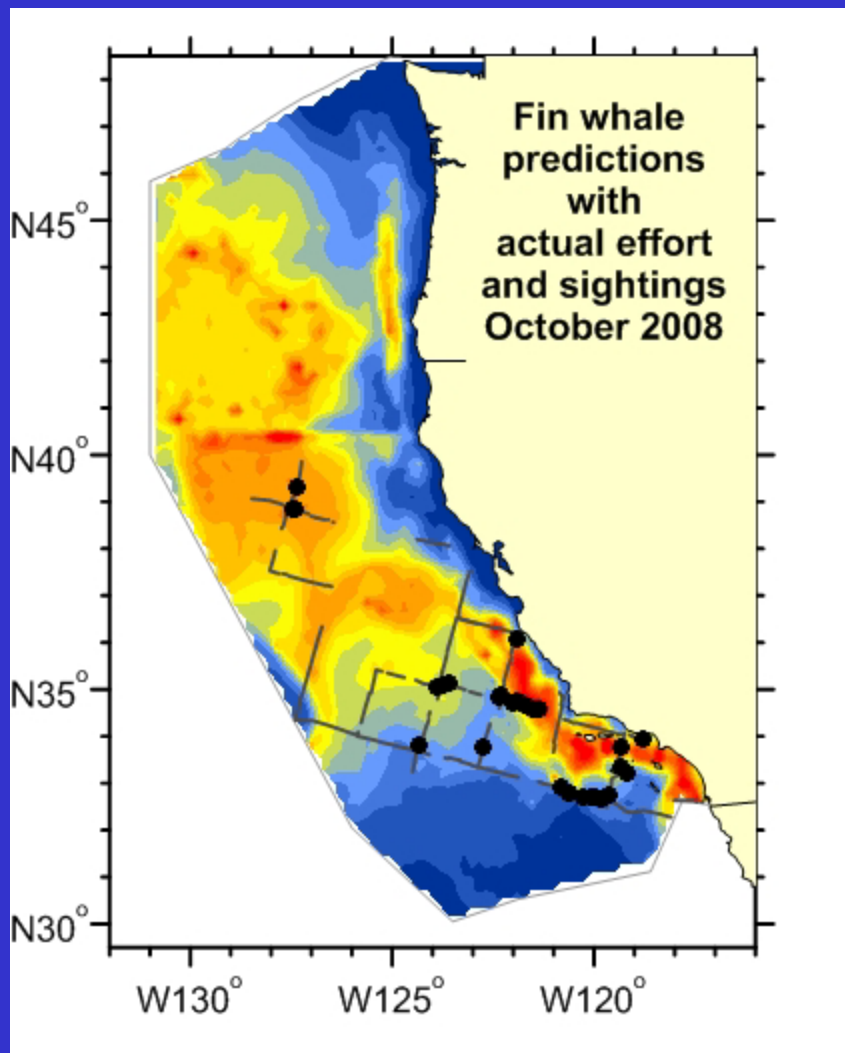 Fin whale
predictions
with
actual effort
and sightings
October 2008
N45°
N40°
N35°
N30°
W130° W125° W120°